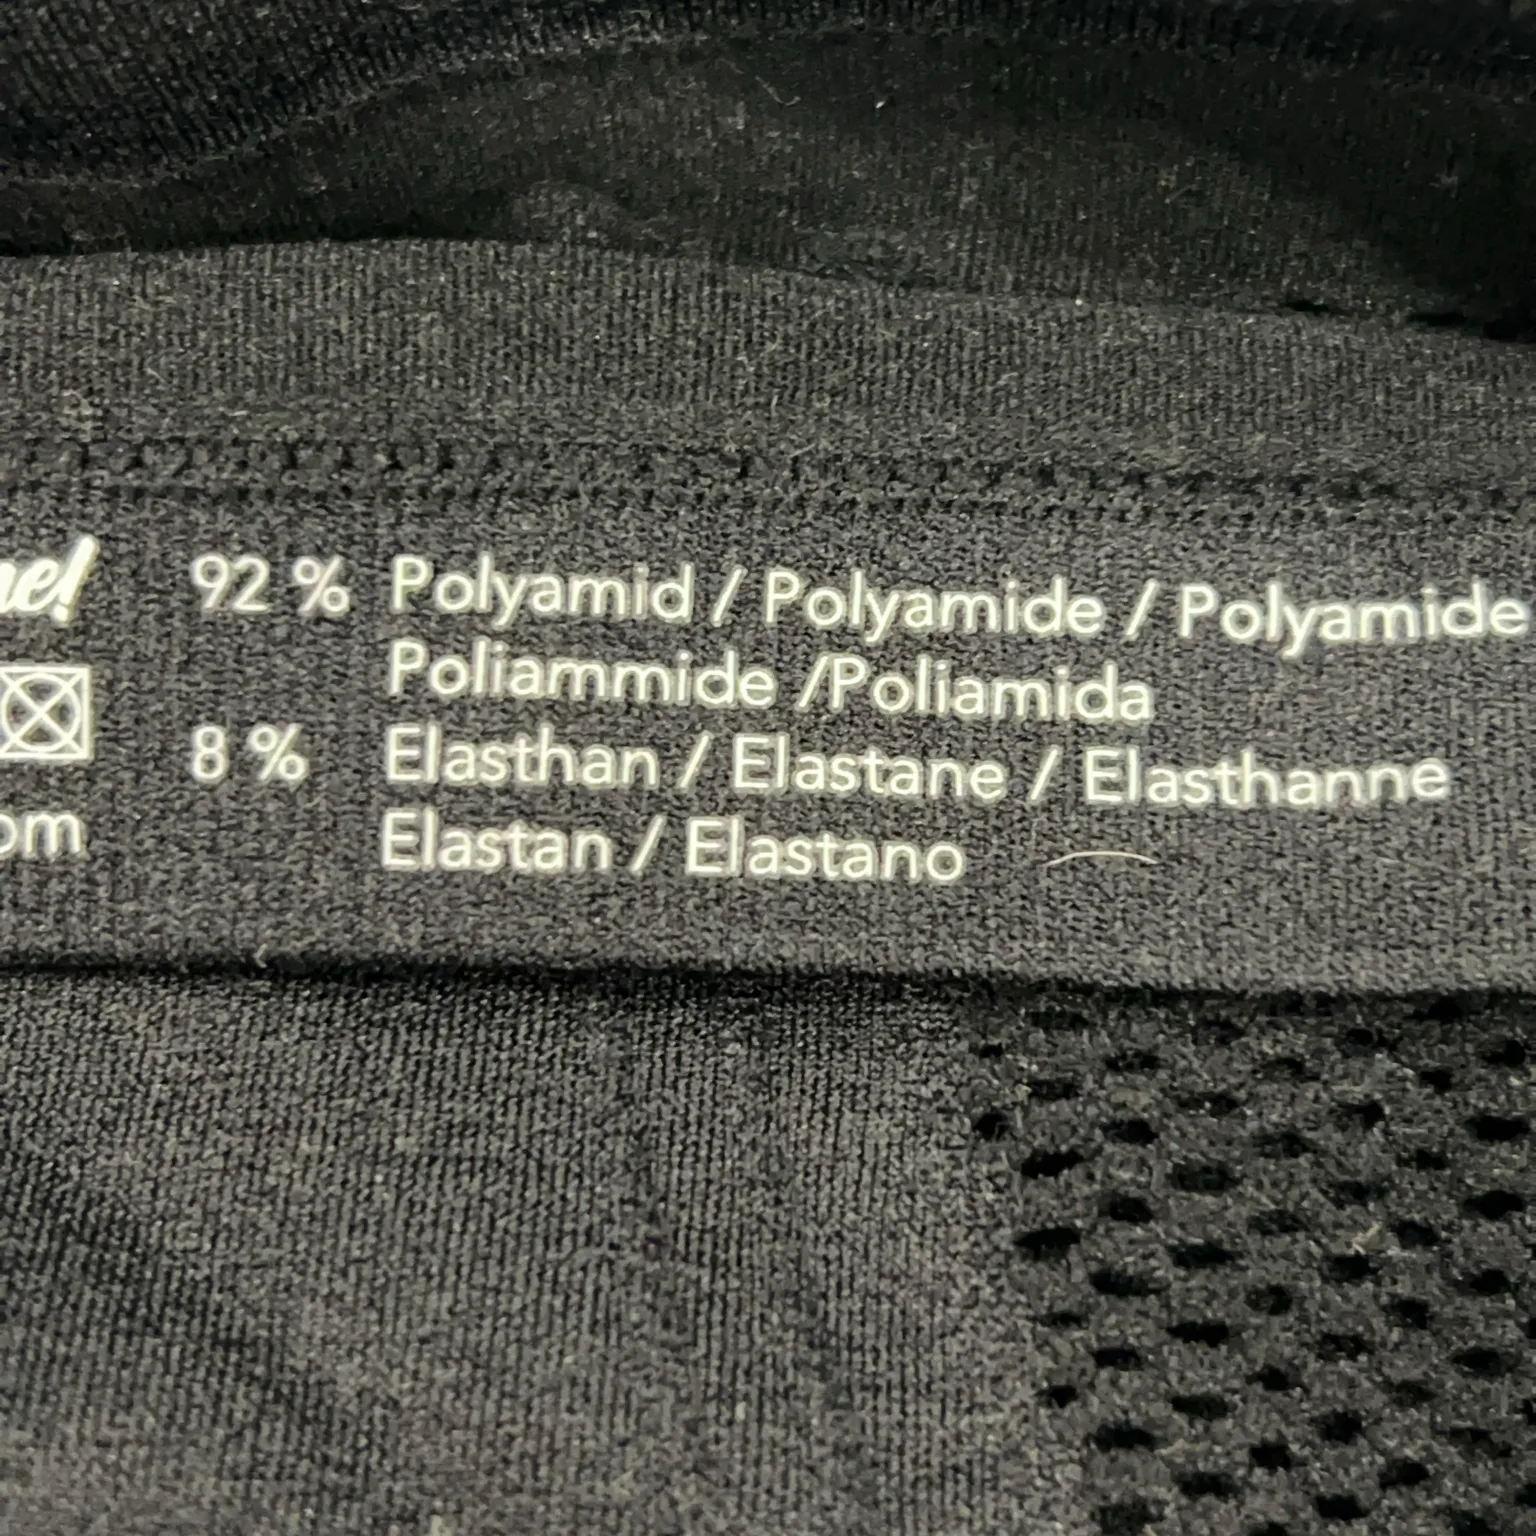 92 % Polyamid / Polyamide / Polyamide
Poliammide /Poliamida
8 % Elasthan / Elastane / Elasthanne
Elastan / Elastano